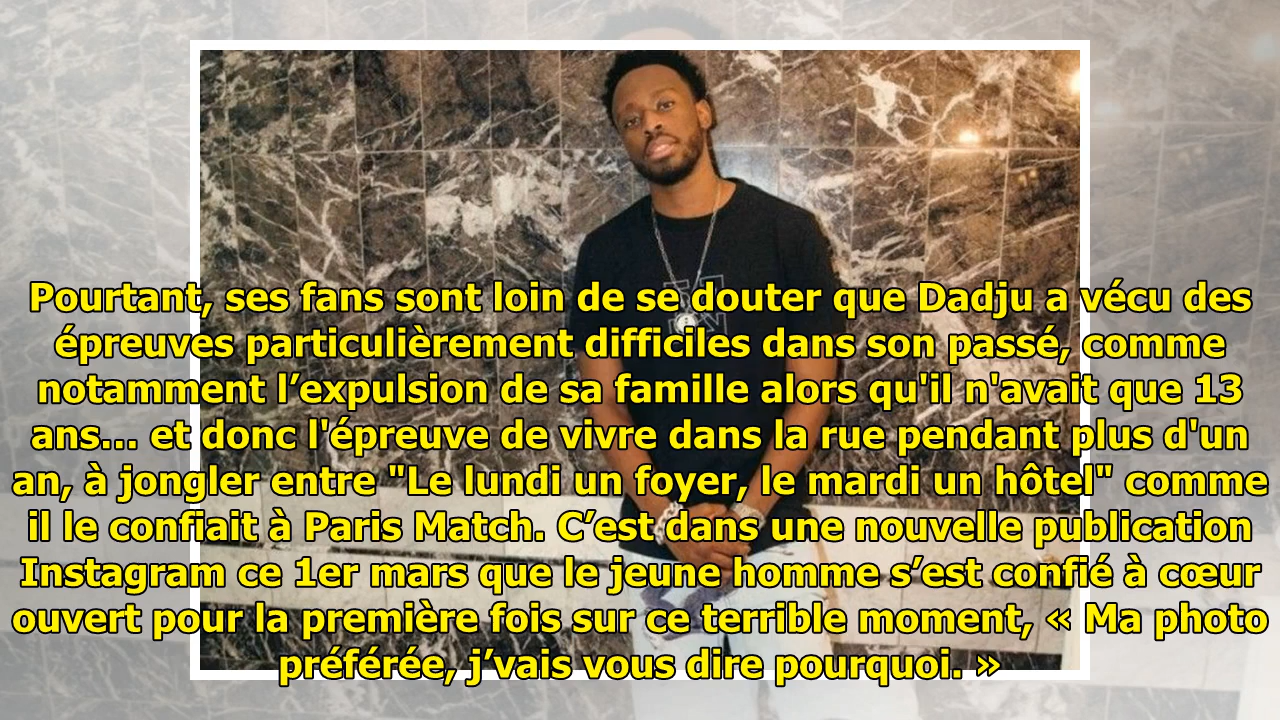 Pourtant, ses fans sont loin de se douter que Dadju a vécu des
épreuves particulièrement difficiles dans son passé, comme
notamment l’expulsion de sa famille alors qu'il n'avait que 13
ans... et donc l'épreuve de vivre dans la rue pendant plus d'un
an, à jongler entre "Le lundi un foyer, le mardi un hôtel" comme
il le confiait à Paris Match. C’est dans une nouvelle publication
Instagram ce 1er mars que le jeune homme s’est confié à cœur
ouvert pour la première fois sur ce terrible moment, « Ma photo
préférée, j’vais vous dire pourquoi. »